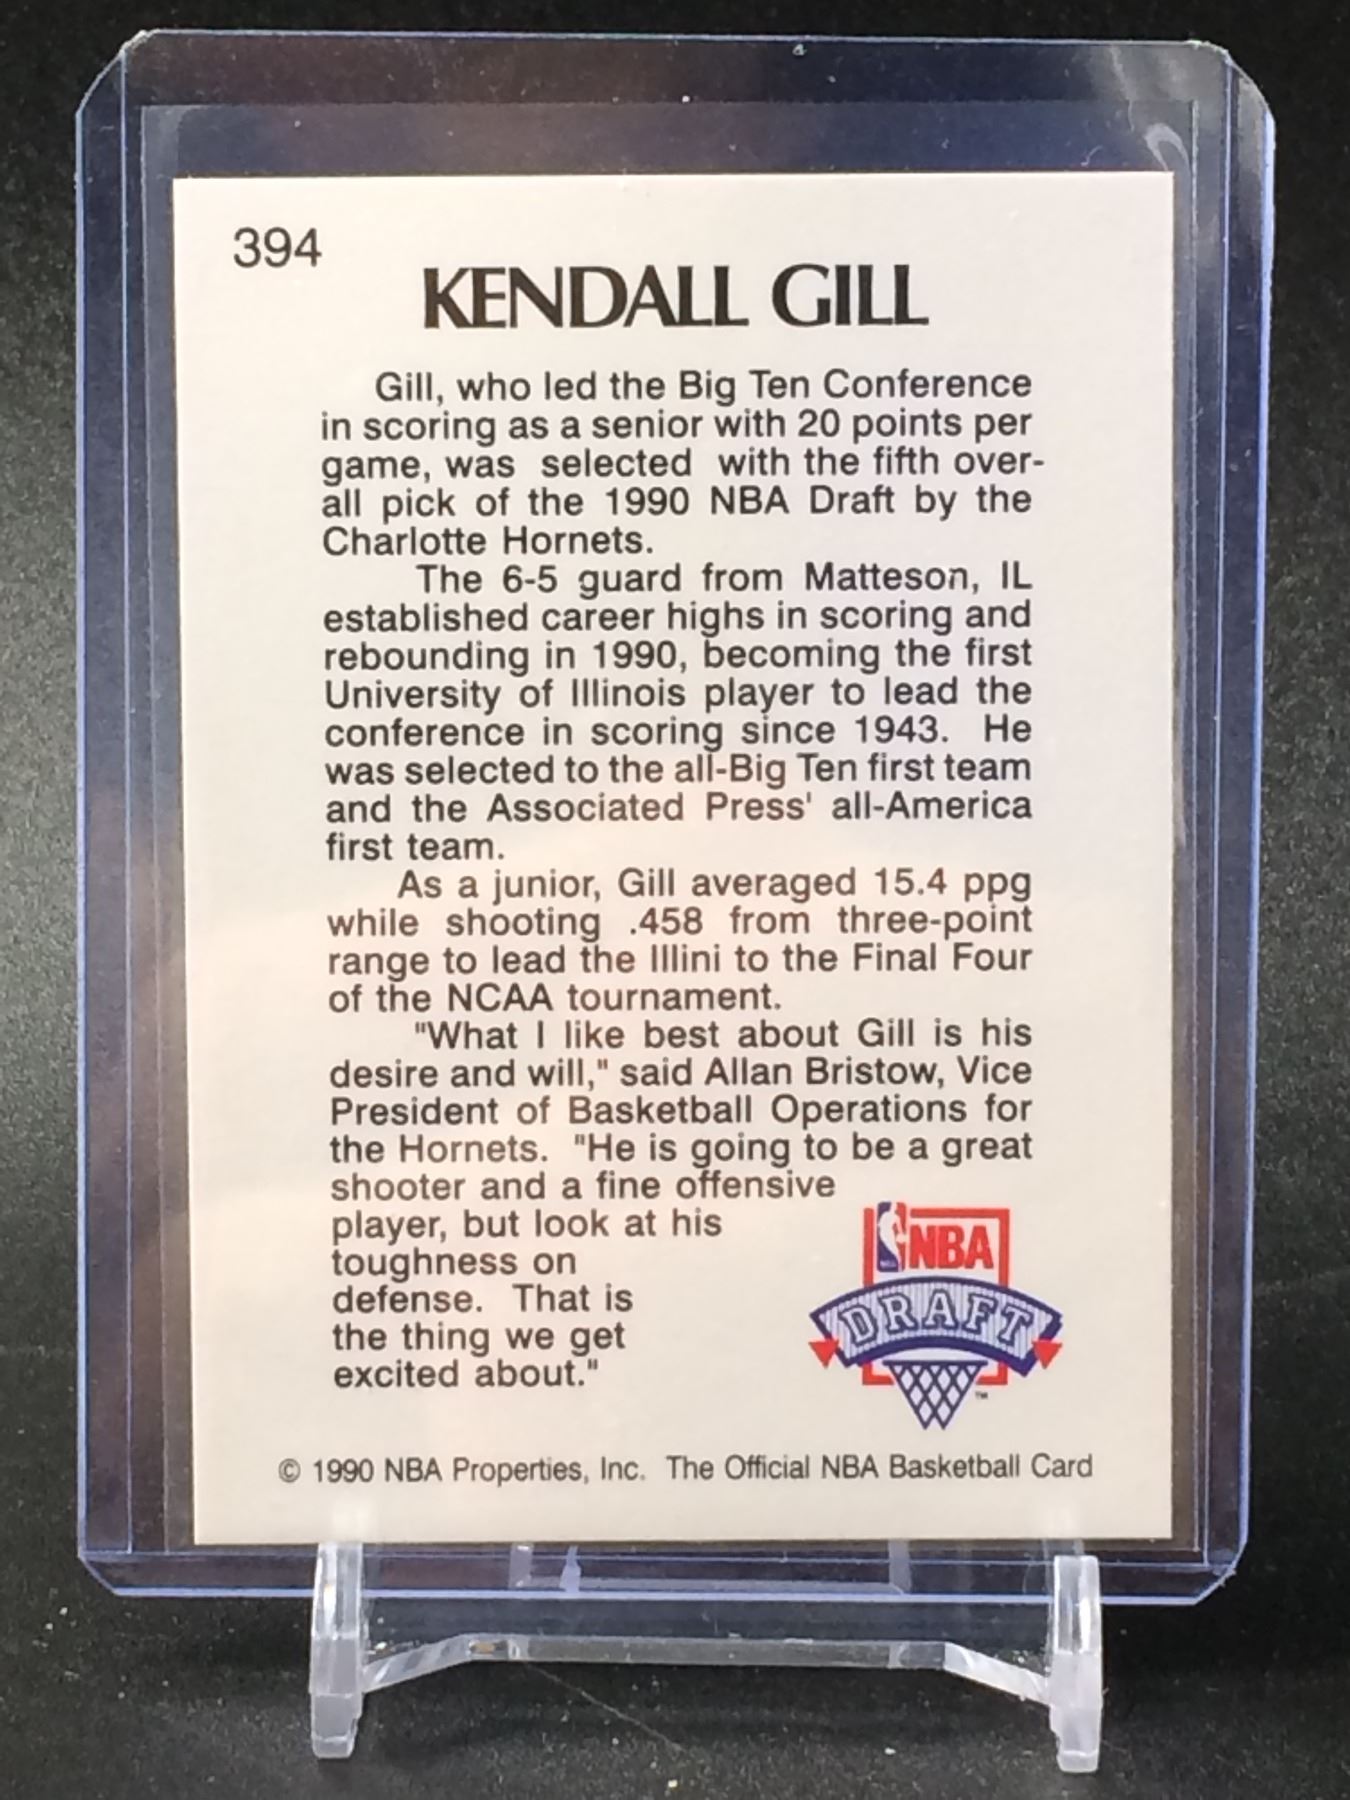 394
KENDALL GILL
Gill, who led the Big Ten Conference
in scoring as a senior with 20 points per
game, was selected with the fifth over-
all pick of the 1990 NBA Draft by the
Charlotte Hornets.
The 6-5 guard from Matteson, IL
established career highs in scoring and
rebounding in 1990, becoming the first
University of Illinois player to lead the
conference in scoring since 1943. He
was selected to the all-Big Ten first team
and the Associated Press' all-America
first team.
As a junior, Gill averaged 15.4 ppg
while shooting .458 from three-point
range to lead the Illini to the Final Four
of the NCAA tournament.
"What I like best about Gill is his
desire and will," said Allan Bristow, Vice
President of Basketball Operations for
the Hornets. "He is going to be a great
shooter and a fine offensive
player, but look at his
toughness on
defense. That is
the thing we get
excited about."
NBA
DRAFT
™
© 1990 NBA Properties, Inc. The Official NBA Basketball Card